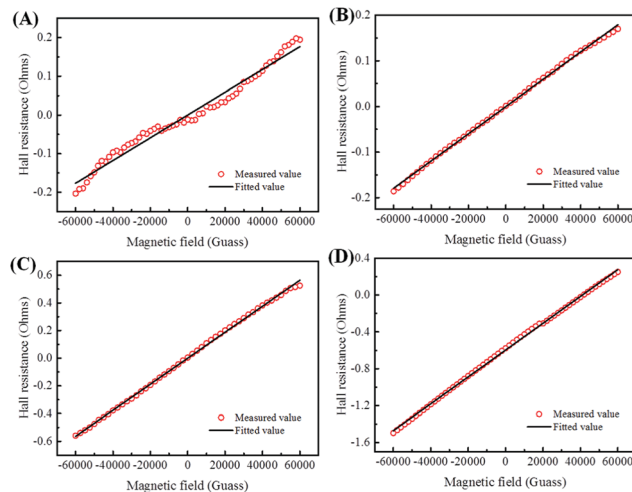 (A)
Hall resistance (Ohms)
0.2
0.1
0.0
-0.1
-0.2
Measured value
Fitted value
-60000 -40000 -20000 0 20000 40000 60000
Magnetic field (Guass)
(B)
Hall resistance (Ohms)
0.2
0.1
0.0
-0.1
-0.2
Measured value
Fitted value
-60000 -40000 -20000 0 20000 40000 60000
Magnetic field (Guass)
(C)
Hall resistance (Ohms)
0.6
0.4
0.2
0.0
-0.2
-0.4
-0.6
Measured value
Fitted value
-60000 -40000 -20000 0 20000 40000 60000
Magnetic field (Guass)
(D)
Hall resistance (Ohms)
0.4
0.0
-0.4
-0.8
-1.2
-1.6
Measured value
Fitted value
-60000 -40000 -20000 0 20000 40000 60000
Magnetic field (Guass)